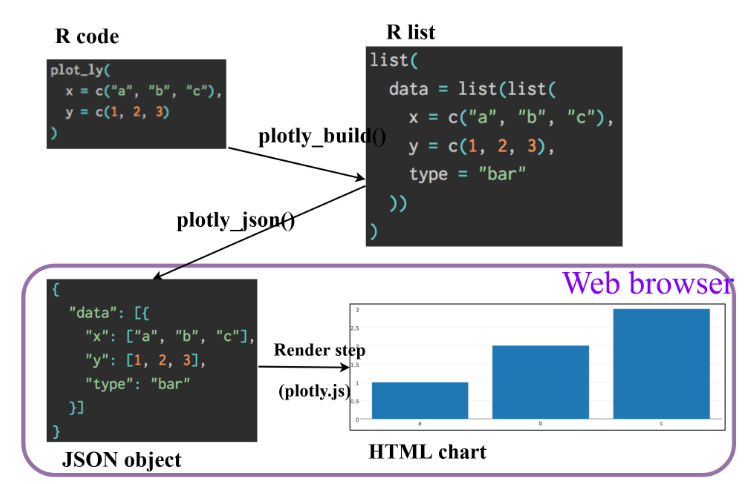 R code
plot_ly(
x = c("a", "b", "c"),
y = c(1, 2, 3)
)
plotly_build()
R list
list(
data = list(list(
x = c("a", "b", "c"),
y = c(1, 2, 3),
type = "bar"
))
)
plotly_json()
Web browser
{
"data": [{
"x": ["a", "b", "c"],
"y": [1, 2, 3],
"type": "bar"
}]
}
JSON object
Render step
(plotly.js)
3
2.5
2
1.5
1
0.5
0
a b c
HTML chart